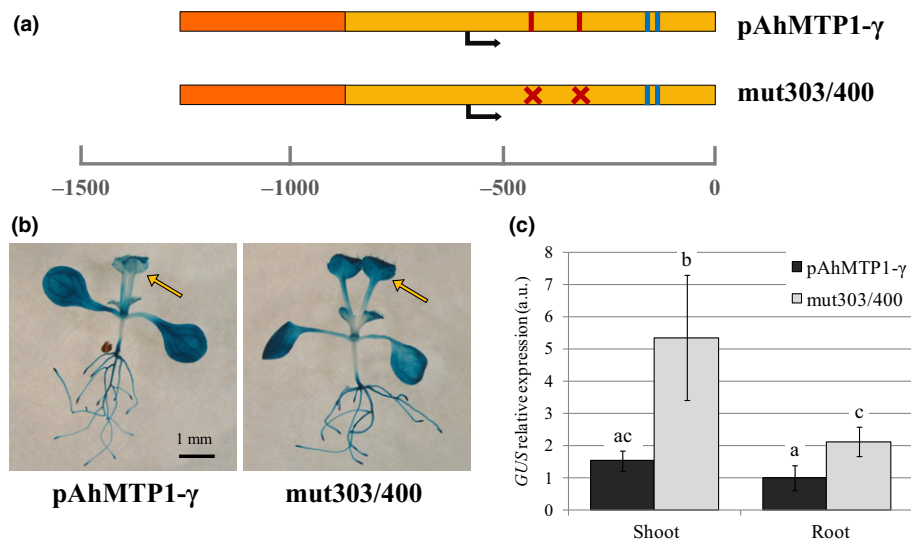 (a)
pAhMTP1-γ
mut303/400
–1500 –1000 –500 0
(b)
1 mm
pAhMTP1-γ mut303/400
(c)
GUS relative expression (a.u.)
8
7
6
5
4
3
2
1
0
pAhMTP1-γ
mut303/400
ac b a c
Shoot Root